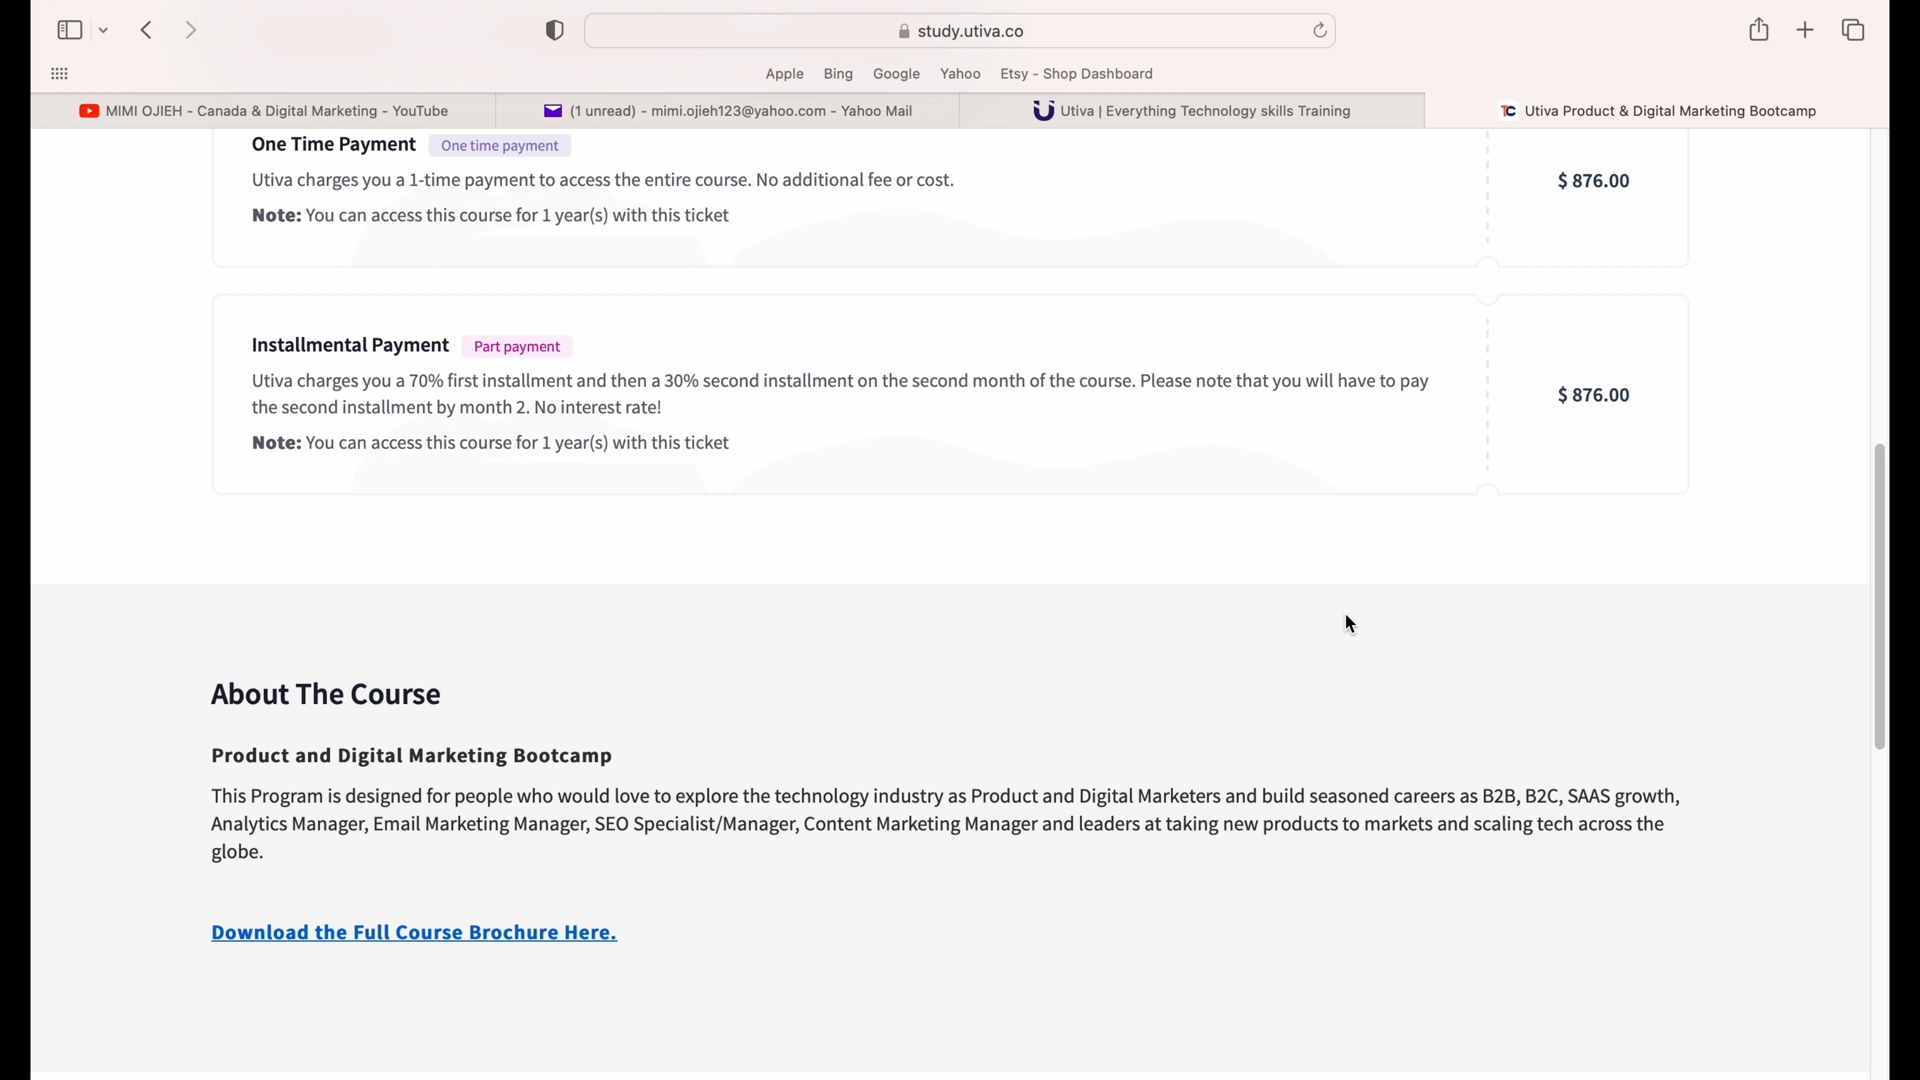 study.utiva.co
Apple Bing Google Yahoo Etsy - Shop Dashboard
MIMI OJIEH - Canada & Digital Marketing - YouTube
(1 unread) - mimi.ojieh123@yahoo.com - Yahoo Mail
Utiva | Everything Technology skills Training
TC Utiva Product & Digital Marketing Bootcamp
One Time Payment One time payment
Utiva charges you a 1-time payment to access the entire course. No additional fee or cost.
Note: You can access this course for 1 year(s) with this ticket
$ 876.00
Installmental Payment Part payment
Utiva charges you a 70% first installment and then a 30% second installment on the second month of the course. Please note that you will have to pay
the second installment by month 2. No interest rate!
Note: You can access this course for 1 year(s) with this ticket
$ 876.00
About The Course
Product and Digital Marketing Bootcamp
This Program is designed for people who would love to explore the technology industry as Product and Digital Marketers and build seasoned careers as B2B, B2C, SAAS growth,
Analytics Manager, Email Marketing Manager, SEO Specialist/Manager, Content Marketing Manager and leaders at taking new products to markets and scaling tech across the
globe.
Download the Full Course Brochure Here.